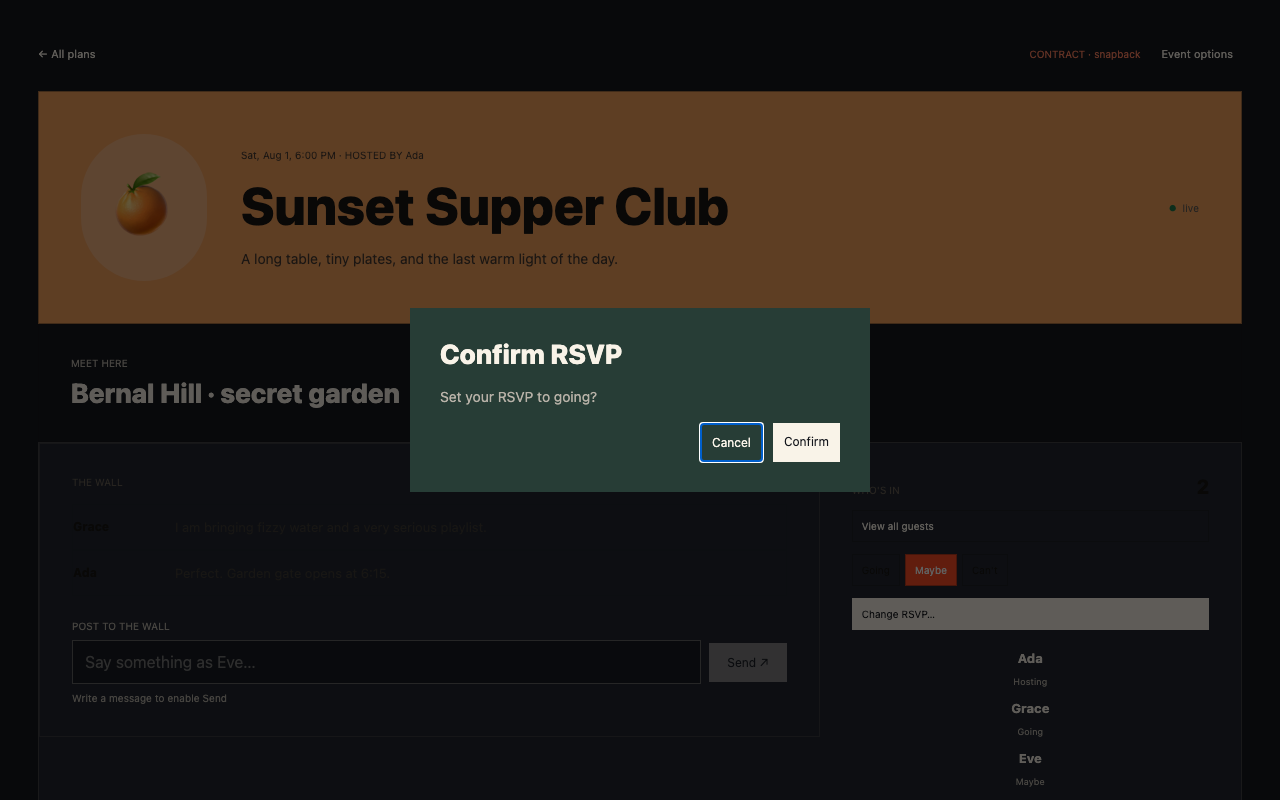 ← All plans
CONTRACT · snapback
Event options
Sat, Aug 1, 6:00 PM · HOSTED BY Ada
Sunset Supper Club
live
A long table, tiny plates, and the last warm light of the day.
MEET HERE
Bernal Hill · secret garden
Confirm RSVP
Set your RSVP to going?
Cancel
Confirm
THE WALL
Grace
I am bringing fizzy water and a very serious playlist.
Ada
Perfect. Garden gate opens at 6:15.
POST TO THE WALL
Say something as Eve...
Send ↗
Write a message to enable Send
WHO'S IN
2
View all guests
Going
Maybe
Can't
Change RSVP...
Ada
Hosting
Grace
Going
Eve
Maybe